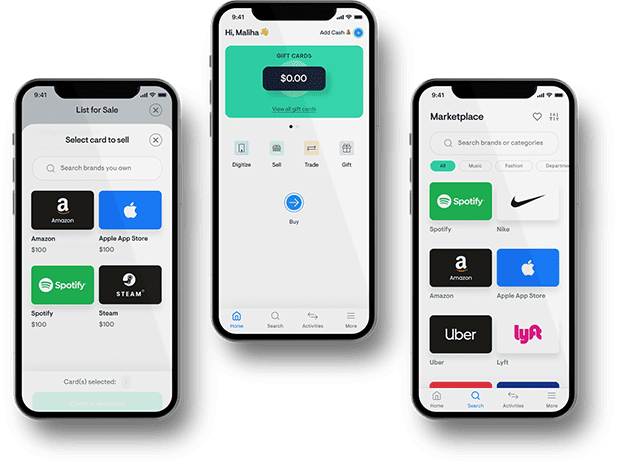 9:41
List for Sale
Select card to sell
Search brands you own
a
Amazon
Amazon
$100
Apple App Store
$100
Spotify
Spotify
$100
STEAM
Steam
$100
Card(s) selected:
9:41
Hi, Maliha 👋
Add Cash
GIFT CARDS
$0.00
View all gift cards
Digitize
Sell
Trade
Gift
Buy
Home
Search
Activities
More
9:41
Marketplace
Search brands or categories
All
Music
Fashion
Departmen
Spotify
Spotify
Nike
a
Amazon
Apple App Store
Uber
Uber
lyft
Lyft
Home
Search
Activities
More